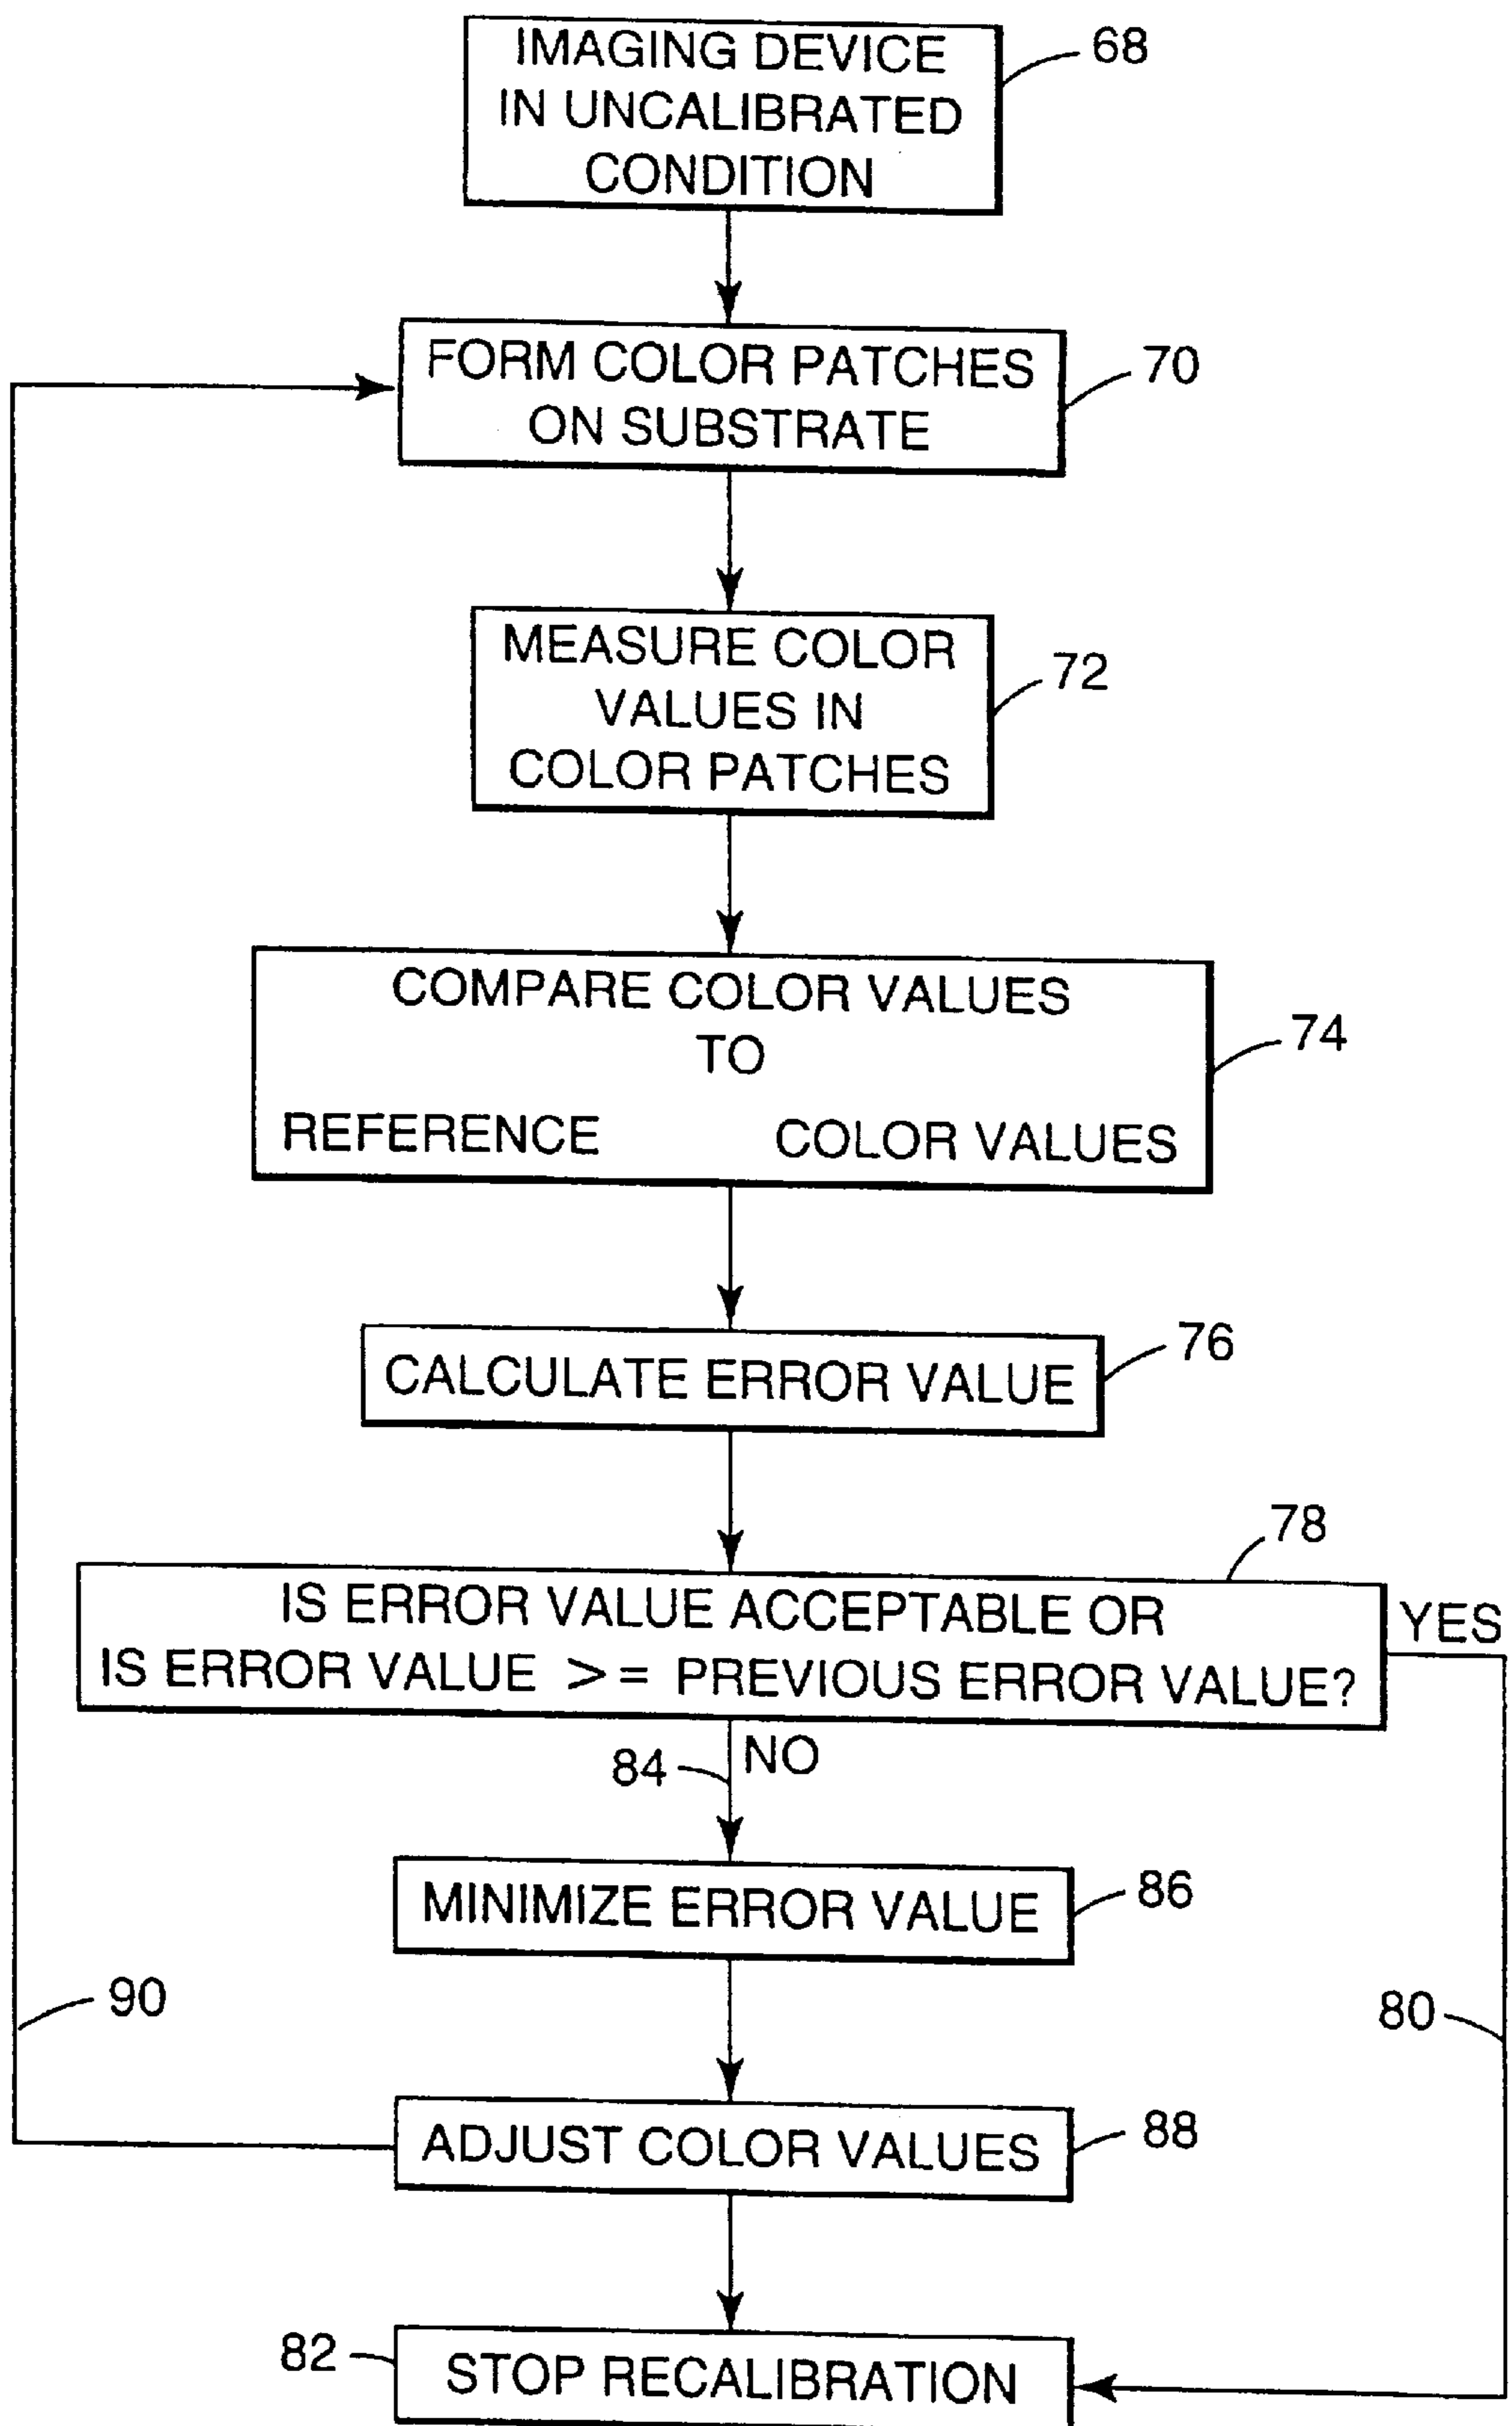 IMAGING DEVICE
IN UNCALIBRATED
CONDITION
68
FORM COLOR PATCHES
ON SUBSTRATE
70
MEASURE COLOR
VALUES IN
COLOR PATCHES
72
COMPARE COLOR VALUES
TO
REFERENCE COLOR VALUES
74
CALCULATE ERROR VALUE
76
78
IS ERROR VALUE ACCEPTABLE OR
IS ERROR VALUE >= PREVIOUS ERROR VALUE?
YES
84
NO
MINIMIZE ERROR VALUE
86
90
80
ADJUST COLOR VALUES
88
82
STOP RECALIBRATION